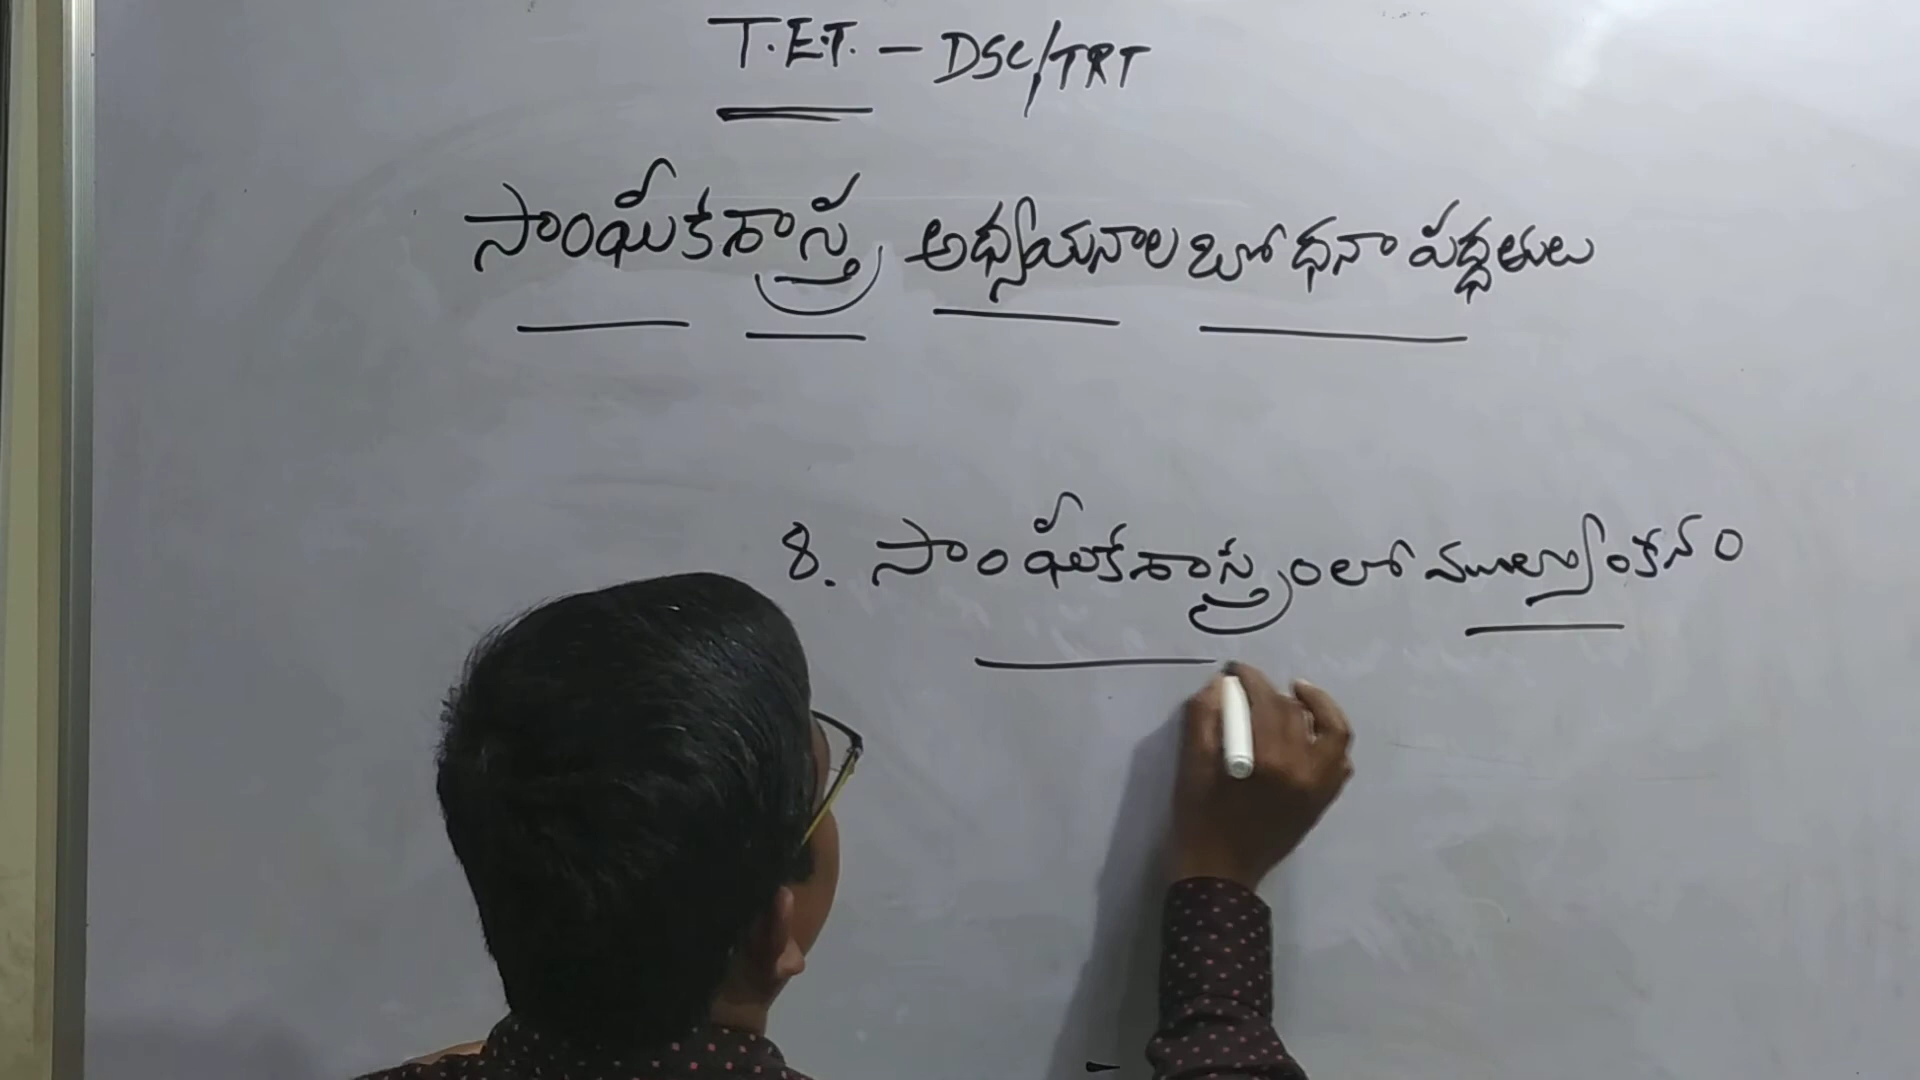 T.E.T. - DSC/TRT
సాంఘీకశాస్త్ర అధ్యయనాల బోధనా పద్ధతులు
8. సాంఘీకశాస్త్రంలో మూల్యాంకనం